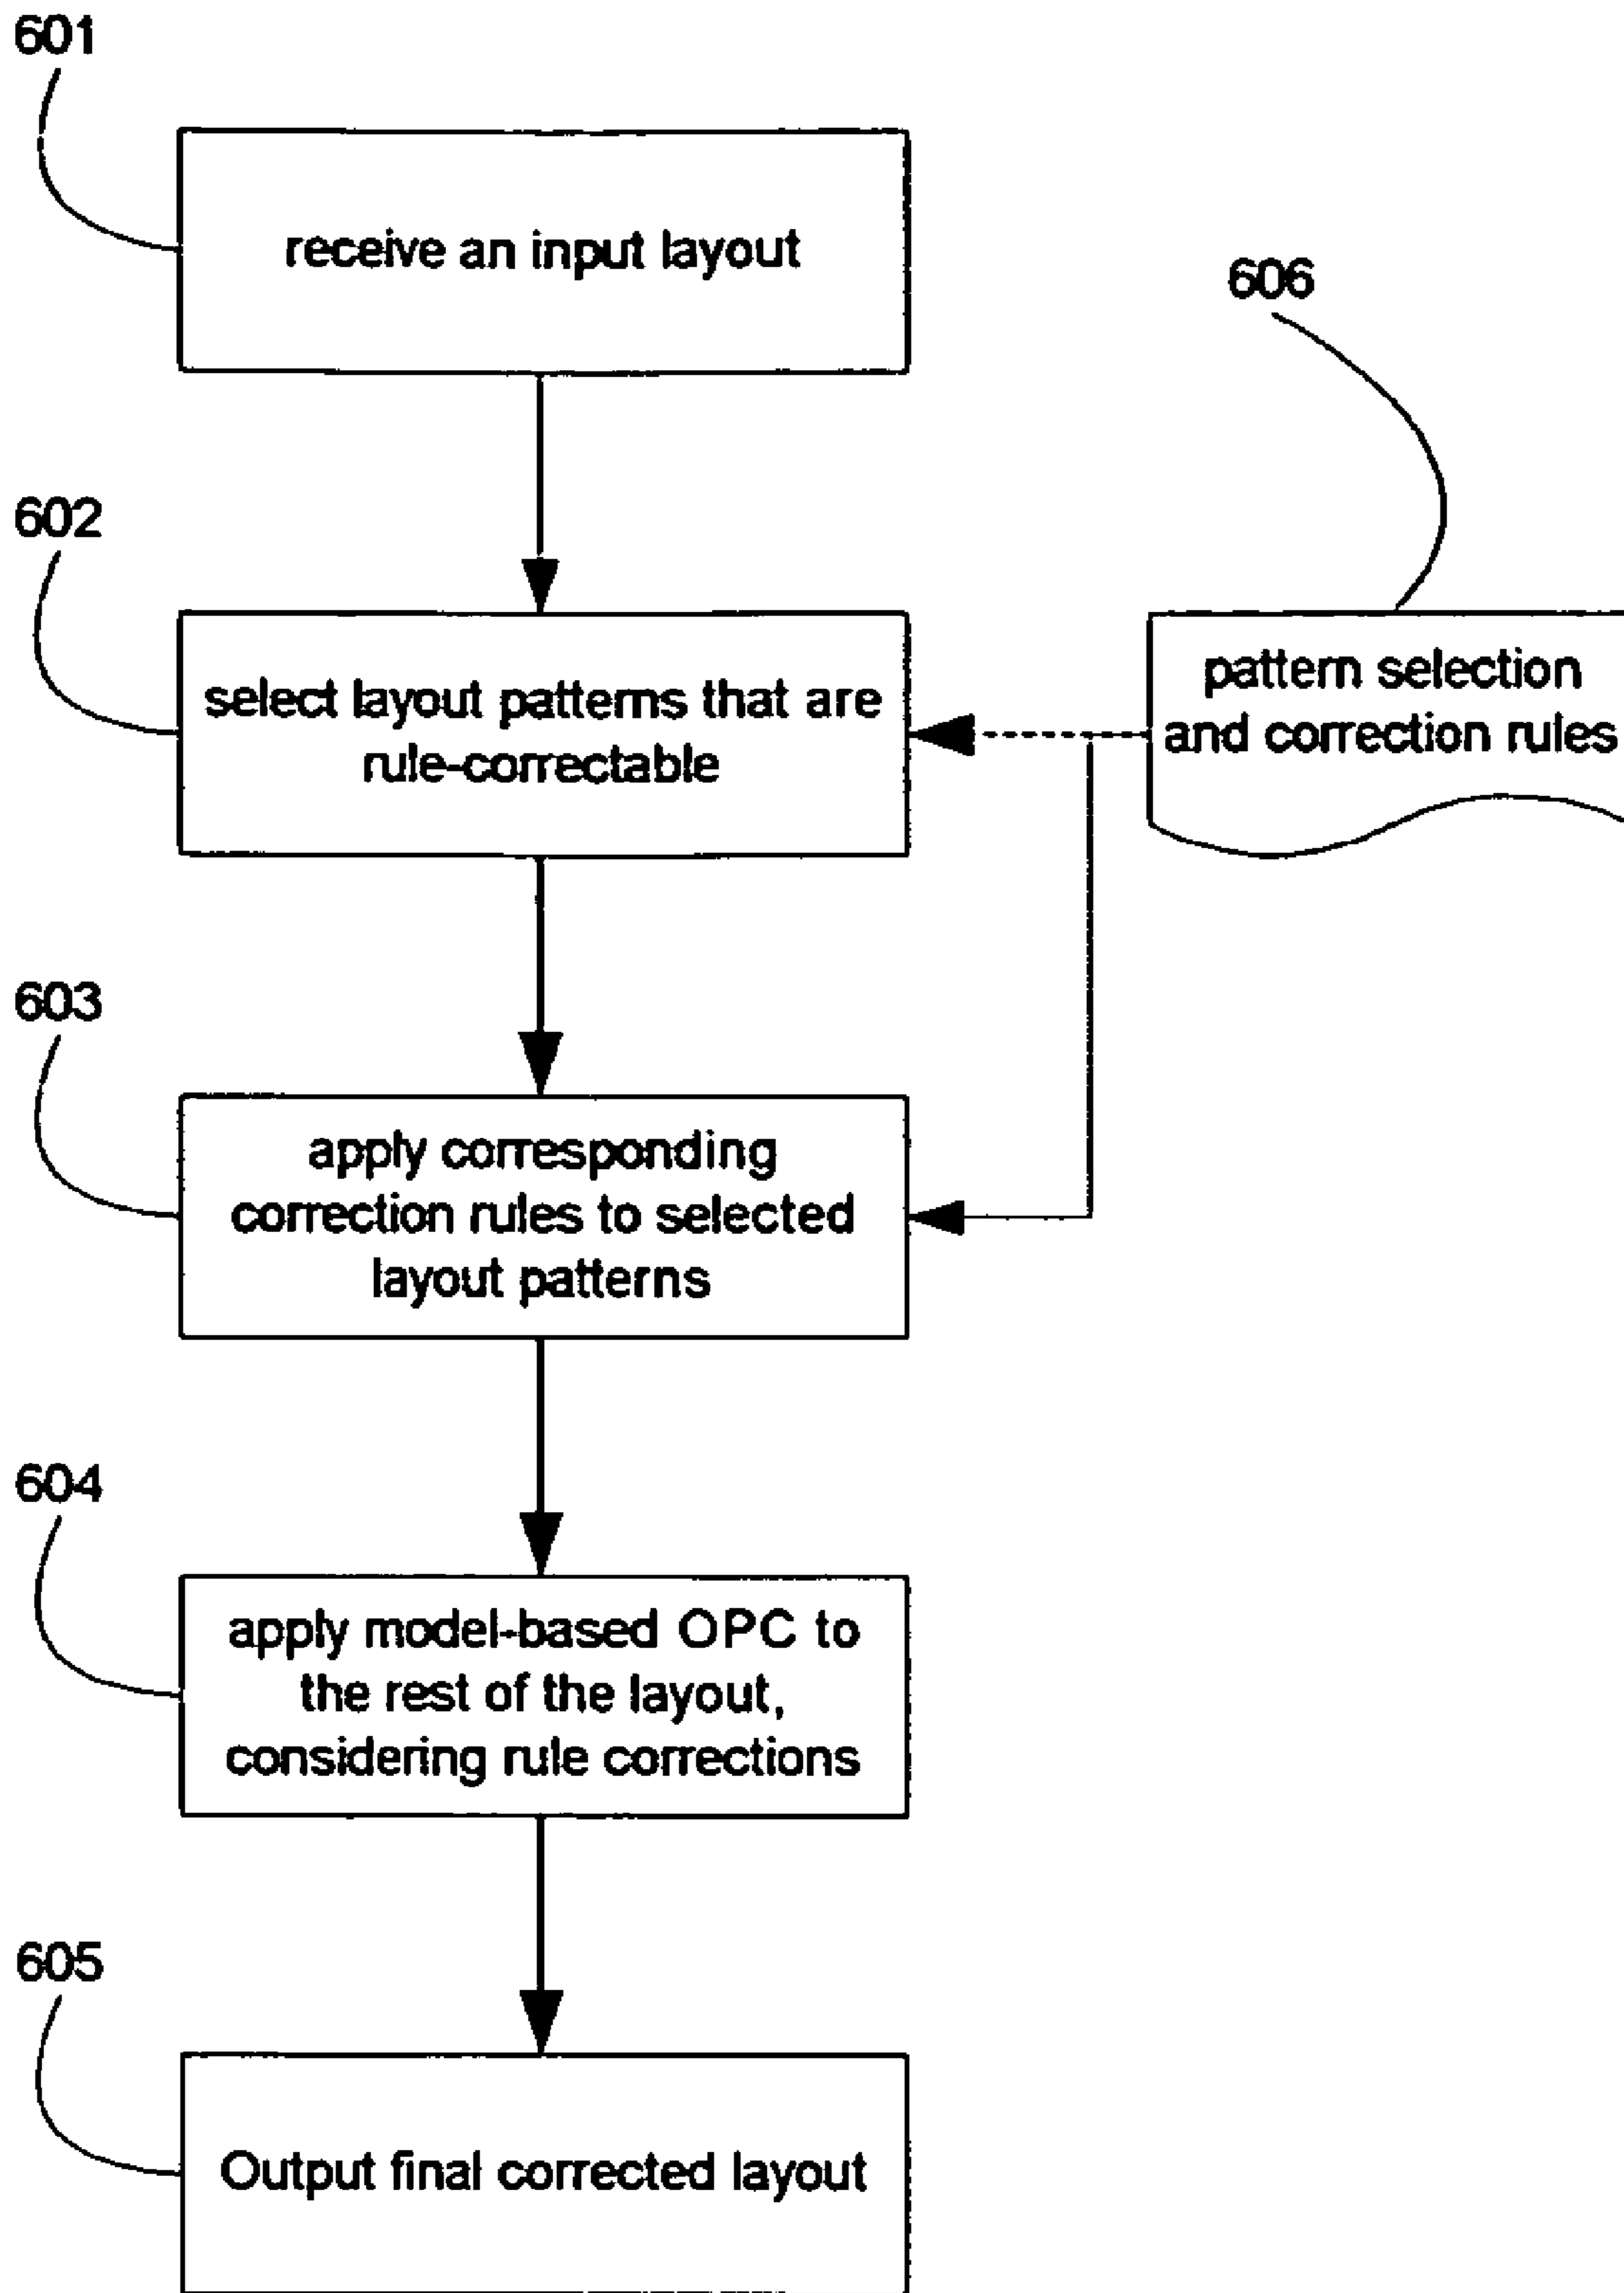 601
receive an input layout
606
602
select layout patterns that are
rule-correctable
pattern selection
and correction rules
603
apply corresponding
correction rules to selected
layout patterns
604
apply model-based OPC to
the rest of the layout,
considering rule corrections
605
Output final corrected layout